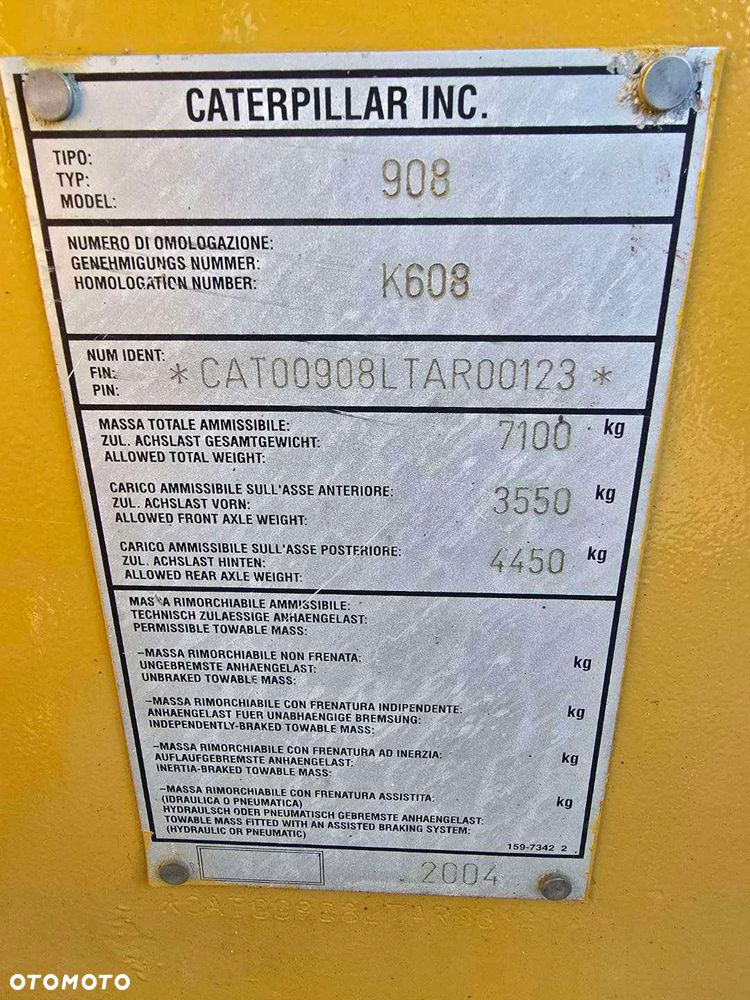 CATERPILLAR INC.
TIPO:
TYP:
MODEL:
908
NUMERO DI OMOLOGAZIONE:
GENEHMIGUNGS NUMMER:
HOMOLOGATION NUMBER:
K608
NUM IDENT:
FIN:
PIN:
*CAT00908LTAR00123*
MASSA TOTALE AMMISSIBILE:
ZUL. ACHSLAST GESAMTGEWICHT:
ALLOWED TOTAL WEIGHT:
7100 kg
CARICO AMMISSIBILE SULL'ASSE ANTERIORE:
ZUL. ACHSLAST VORN:
ALLOWED FRONT AXLE WEIGHT:
3550 kg
CARICO AMMISSIBILE SULL'ASSE POSTERIORE:
ZUL. ACHSLAST HINTEN:
ALLOWED REAR AXLE WEIGHT:
4450 kg
MASSA RIMORCHIABILE AMMISSIBILE:
TECHNISCH ZULAESSIGE ANHAENGELAST:
PERMISSIBLE TOWABLE MASS:
–MASSA RIMORCHIABILE NON FRENATA:
UNGEBREMSTE ANHAENGELAST:
UNBRAKED TOWABLE MASS:
kg
–MASSA RIMORCHIABILE CON FRENATURA INDIPENDENTE:
ANHAENGELAST FUER UNABHAENGIGE BREMSUNG:
INDEPENDENTLY-BRAKED TOWABLE MASS:
kg
–MASSA RIMORCHIABILE CON FRENATURA AD INERZIA:
AUFLAUFGEBREMSTE ANHAENGELAST:
INERTIA-BRAKED TOWABLE MASS:
kg
–MASSA RIMORCHIABILE CON FRENATURA ASSISTITA:
(IDRAULICA O PNEUMATICA)
HYDRAULSCH ODER PNEUMATISCH GEBREMSTE ANHAENGELAST:
TOWABLE MASS FITTED WITH AN ASSISTED BRAKING SYSTEM:
(HYDRAULIC OR PNEUMATIC)
kg
159-7342 2
2004
OTOMOTO